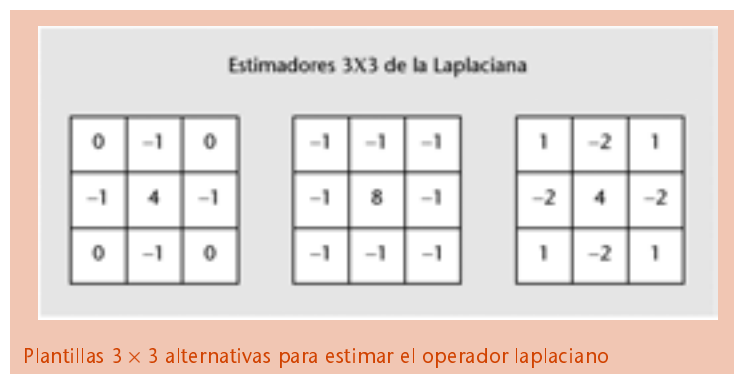 Estimadores 3X3 de la Laplaciana
0 –1 0 –1 –1 –1 1 –2 1
–1 4 –1 –1 8 –1 –2 4 –2
0 –1 0 –1 –1 –1 1 –2 1
Plantillas 3 × 3 alternativas para estimar el operador laplaciano